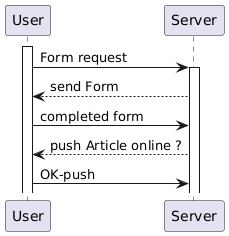 User Server
Form request
send Form
completed form
push Article online ?
OK-push
User Server